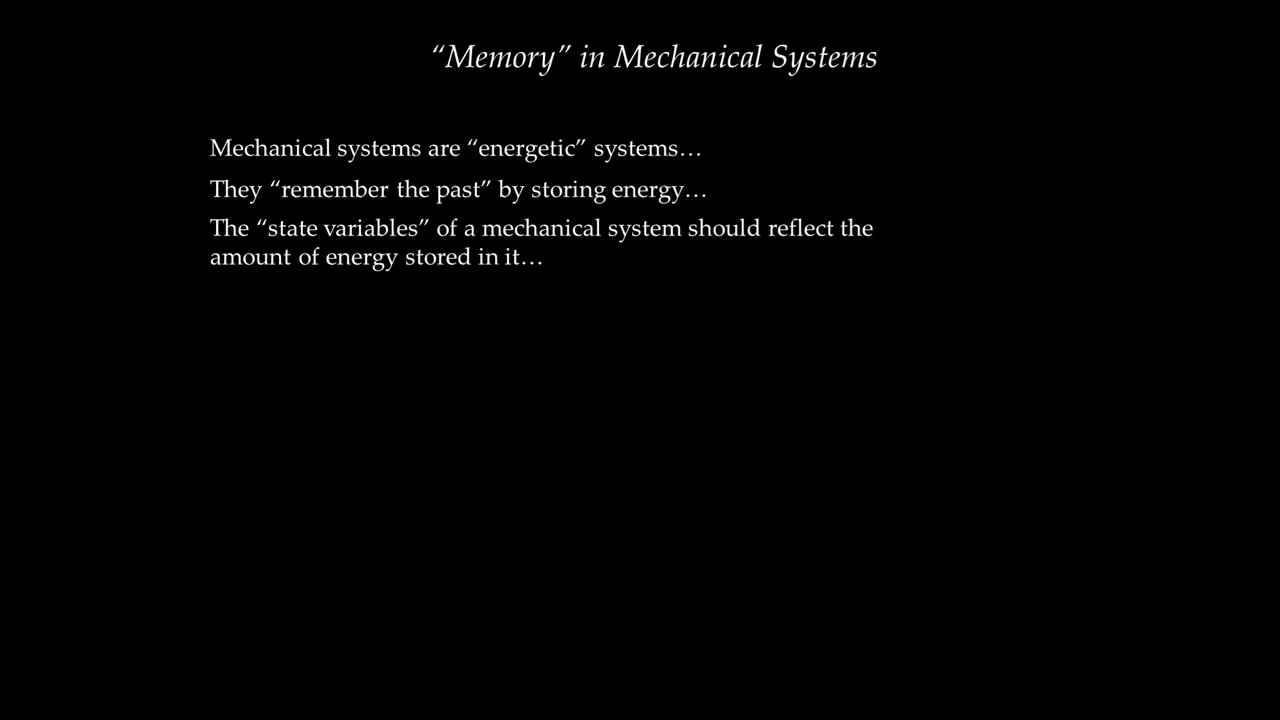 “Memory” in Mechanical Systems
Mechanical systems are “energetic” systems…
They “remember the past” by storing energy…
The “state variables” of a mechanical system should reflect the
amount of energy stored in it…